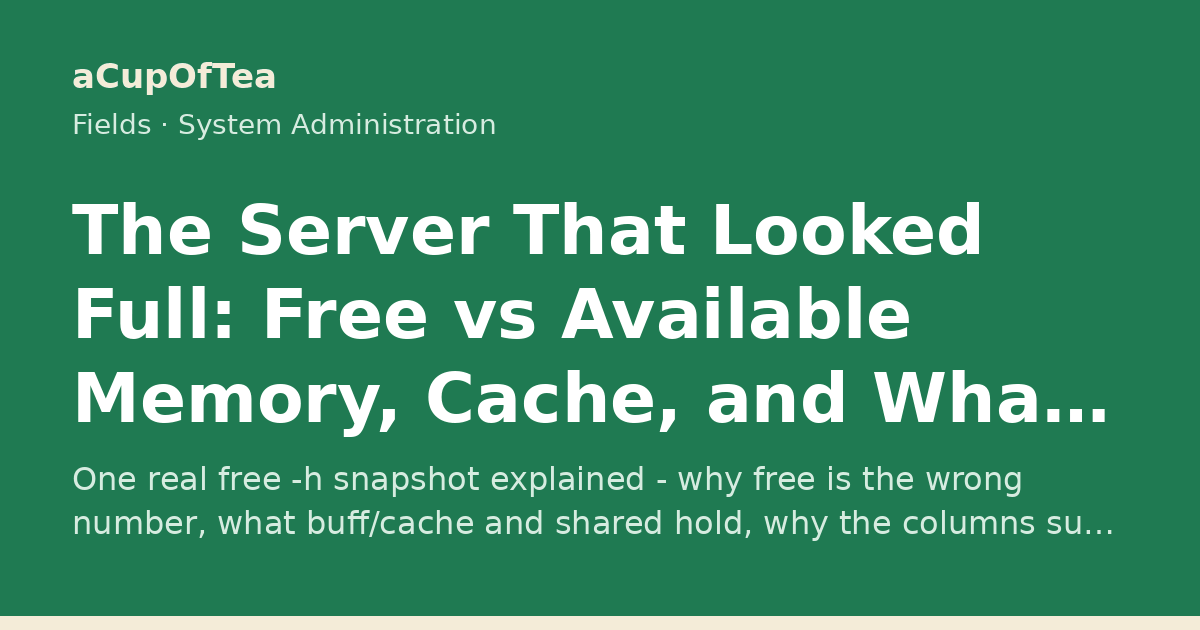 aCupOfTea
Fields · System Administration
The Server That Looked
Full: Free vs Available
Memory, Cache, and Wha…
One real free -h snapshot explained - why free is the wrong
number, what buff/cache and shared hold, why the columns su…